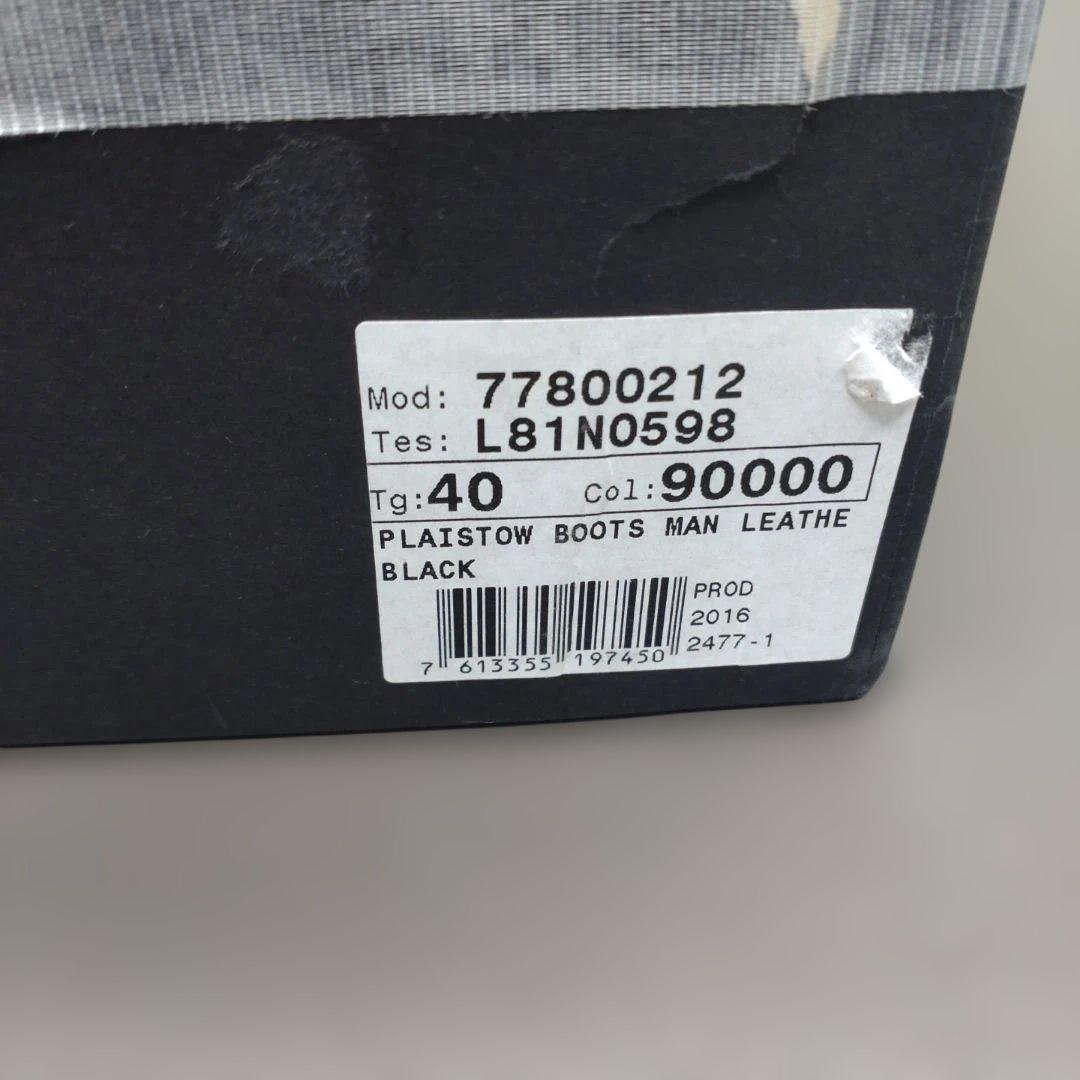 Mod: 77800212
Tes: L81N0598
Tg: 40 Col: 90000
PLAISTOW BOOTS MAN LEATHE
BLACK
PROD
2016
2477-1
7 613355 197450